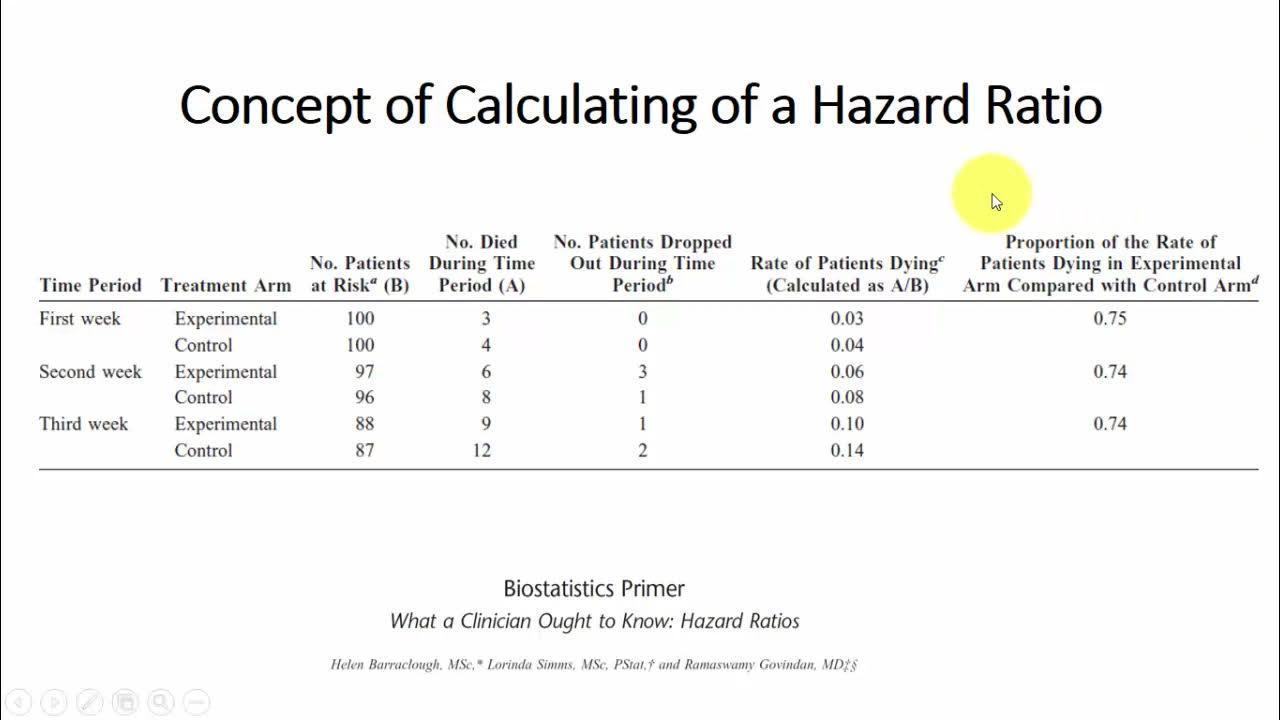 Concept of Calculating of a Hazard Ratio
No. Died No. Patients Dropped Proportion of the Rate of
No. Patients During Time Out During Time Rate of Patients Dyingᶜ Patients Dying in Experimental
Time Period Treatment Arm at Riskᵃ (B) Period (A) Periodᵇ (Calculated as A/B) Arm Compared with Control Armᵈ
First week Experimental 100 3 0 0.03 0.75
Control 100 4 0 0.04
Second week Experimental 97 6 3 0.06 0.74
Control 96 8 1 0.08
Third week Experimental 88 9 1 0.10 0.74
Control 87 12 2 0.14
Biostatistics Primer
What a Clinician Ought to Know: Hazard Ratios
Helen Barraclough, MSc,* Lorinda Simms, MSc, PStat,† and Ramaswamy Govindan, MD‡§